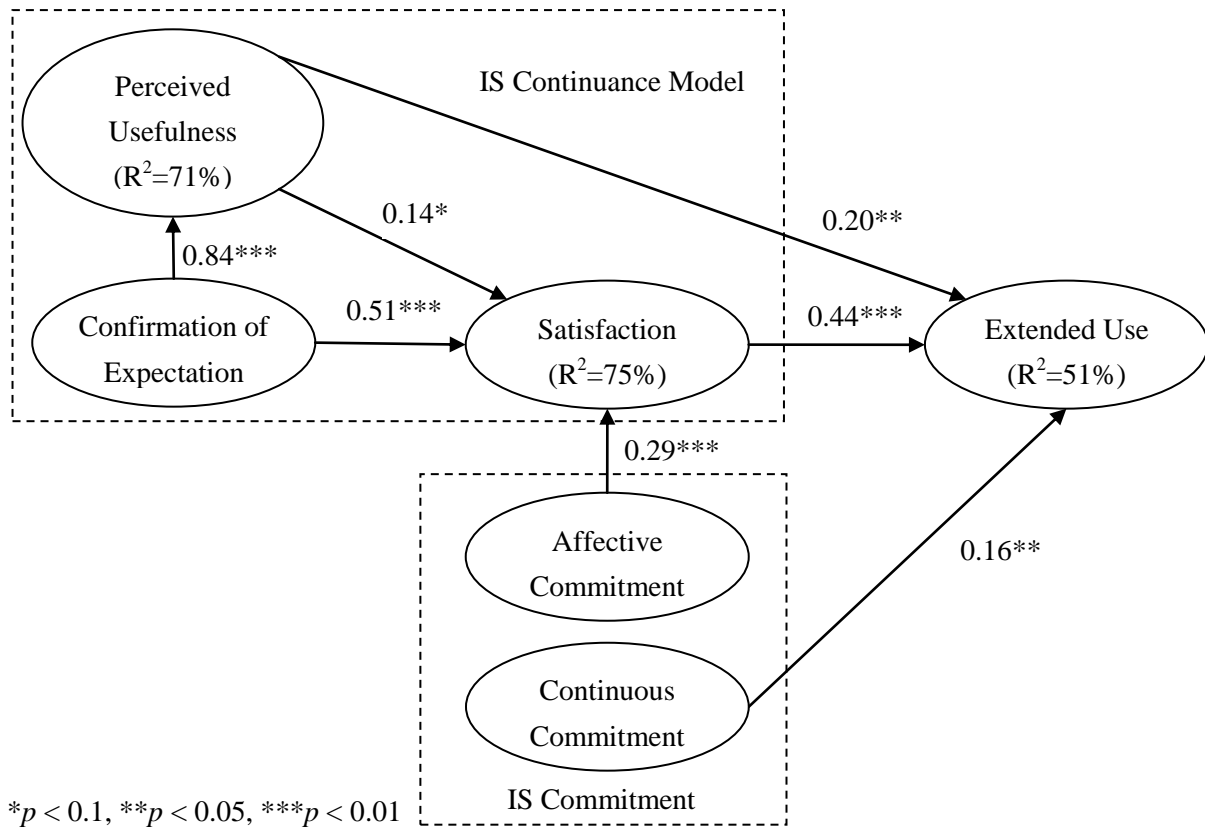 Perceived
Usefulness
(R²=71%)
IS Continuance Model
0.14*
0.20**
0.84***
Confirmation of
Expectation
0.51***
Satisfaction
(R²=75%)
0.44***
Extended Use
(R²=51%)
0.29***
Affective
Commitment
0.16**
Continuous
Commitment
IS Commitment
*p < 0.1, **p < 0.05, ***p < 0.01